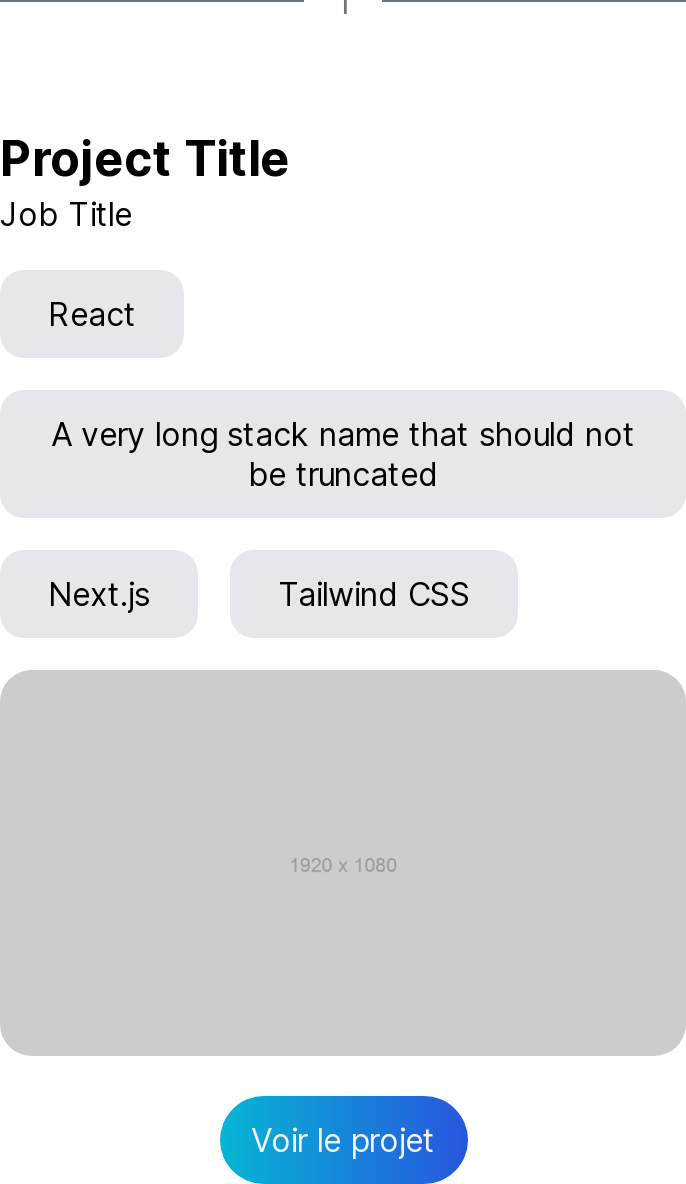 Project Title
Job Title
React
A very long stack name that should not
be truncated
Next.js
Tailwind CSS
1920 x 1080
Voir le projet